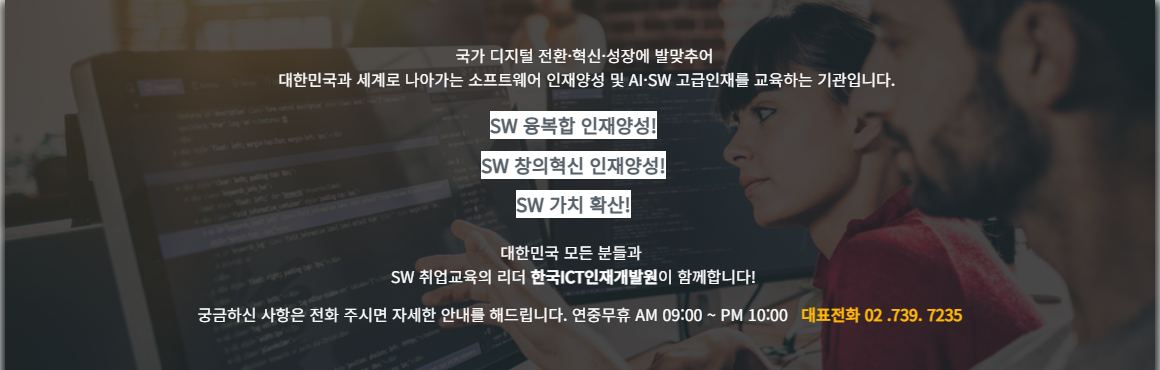 국가 디지털 전환·혁신·성장에 발맞추어
대한민국과 세계로 나아가는 소프트웨어 인재양성 및 AI·SW 고급인재를 교육하는 기관입니다.
SW 융복합 인재양성!
SW 창의혁신 인재양성!
SW 가치 확산!
대한민국 모든 분들과
SW 취업교육의 리더 한국ICT인재개발원이 함께합니다!
궁금하신 사항은 전화 주시면 자세한 안내를 해드립니다. 연중무휴 AM 09:00 ~ PM 10:00 대표전화 02 .739. 7235